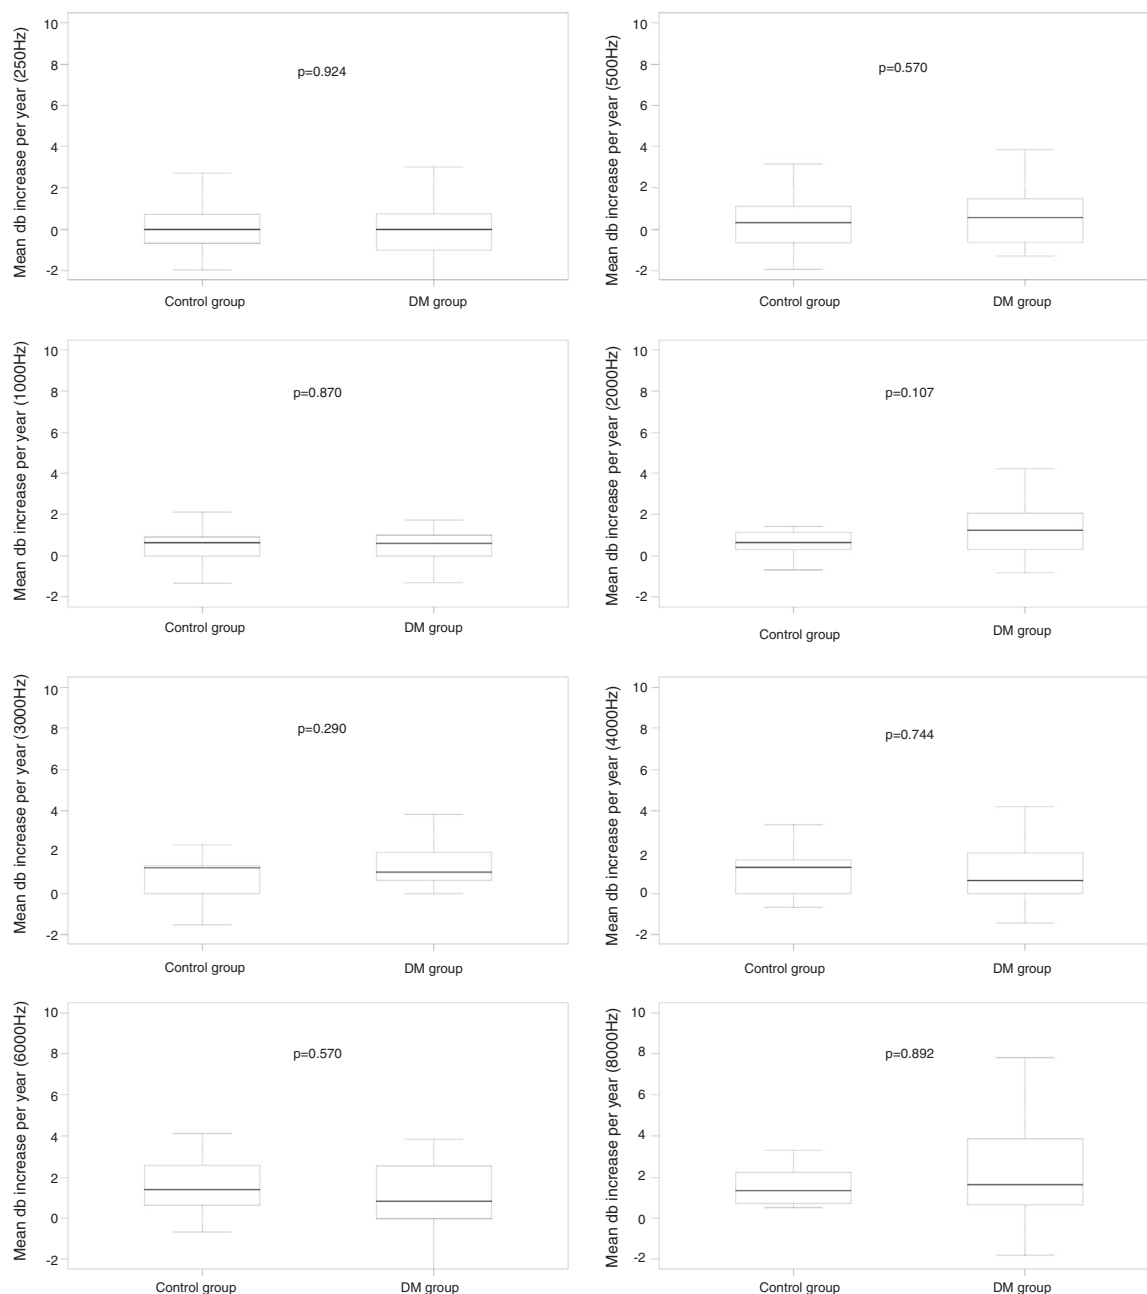 Mean db increase per year (250Hz)
10
8
6
4
2
0
-2
p=0.924
Control group
DM group
Mean db increase per year (500Hz)
10
8
6
4
2
0
-2
p=0.570
Control group
DM group
Mean db increase per year (1000Hz)
10
8
6
4
2
0
-2
p=0.870
Control group
DM group
Mean db increase per year (2000Hz)
10
8
6
4
2
0
-2
p=0.107
Control group
DM group
Mean db increase per year (3000Hz)
10
8
6
4
2
0
-2
p=0.290
Control group
DM group
Mean db increase per year (4000Hz)
10
8
6
4
2
0
-2
p=0.744
Control group
DM group
Mean db increase per year (6000Hz)
10
8
6
4
2
0
-2
p=0.570
Control group
DM group
Mean db increase per year (8000Hz)
10
8
6
4
2
0
-2
p=0.892
Control group
DM group